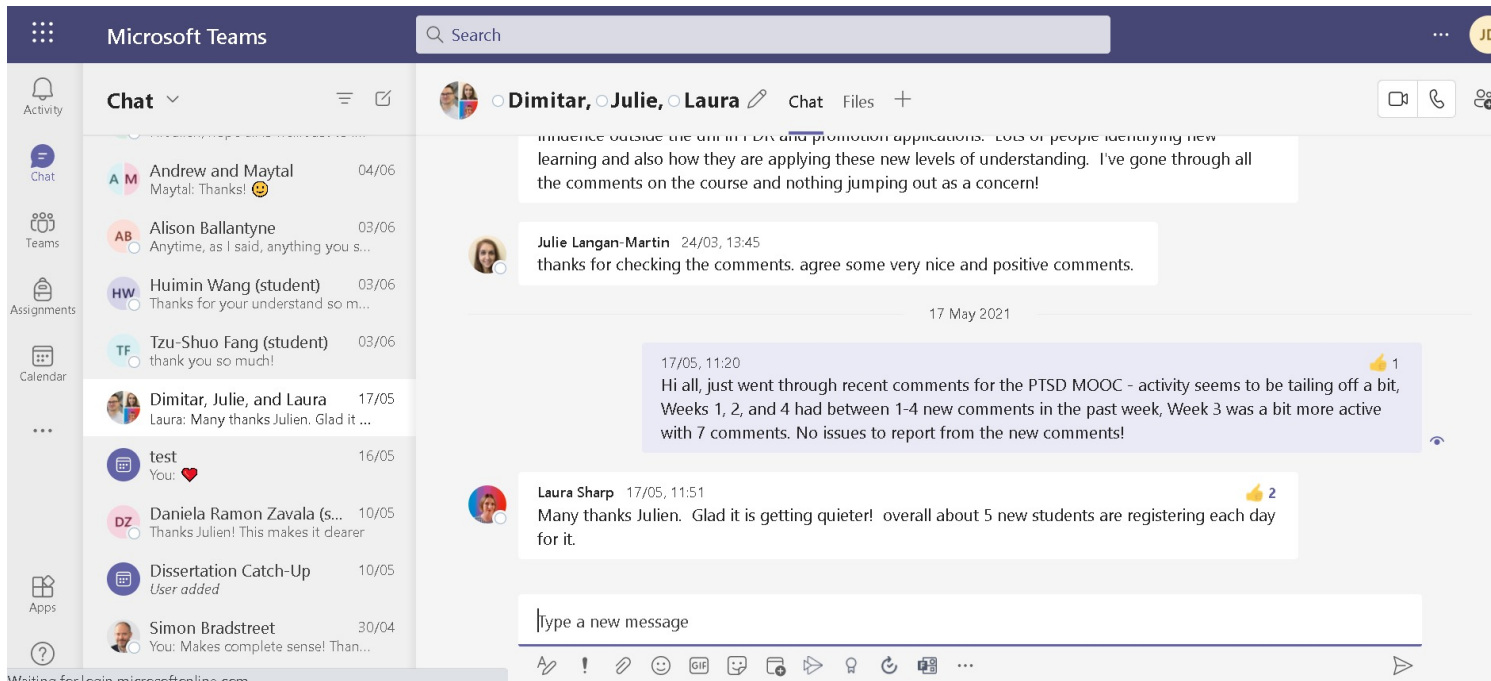 Microsoft Teams
Search
JD
Activity
Chat
Teams
Assignments
Calendar
Apps
Chat
A M
Andrew and Maytal 04/06
Maytal: Thanks!
AB
Alison Ballantyne 03/06
Anytime, as I said, anything you s...
HW
Huimin Wang (student) 03/06
Thanks for your understand so m...
TF
Tzu-Shuo Fang (student) 03/06
thank you so much!
Dimitar, Julie, and Laura 17/05
Laura: Many thanks Julien. Glad it ...
test 16/05
You:
DZ
Daniela Ramon Zavala (s... 10/05
Thanks Julien! This makes it clearer
Dissertation Catch-Up 10/05
User added
Simon Bradstreet 30/04
You: Makes complete sense! Than...
Dimitar, Julie, Laura Chat Files
learning and also how they are applying these new levels of understanding. I've gone through all
the comments on the course and nothing jumping out as a concern!
Julie Langan-Martin 24/03, 13:45
thanks for checking the comments. agree some very nice and positive comments.
17 May 2021
17/05, 11:20 1
Hi all, just went through recent comments for the PTSD MOOC - activity seems to be tailing off a bit,
Weeks 1, 2, and 4 had between 1-4 new comments in the past week, Week 3 was a bit more active
with 7 comments. No issues to report from the new comments!
Laura Sharp 17/05, 11:51 2
Many thanks Julien. Glad it is getting quieter! overall about 5 new students are registering each day
for it.
Type a new message
GIF